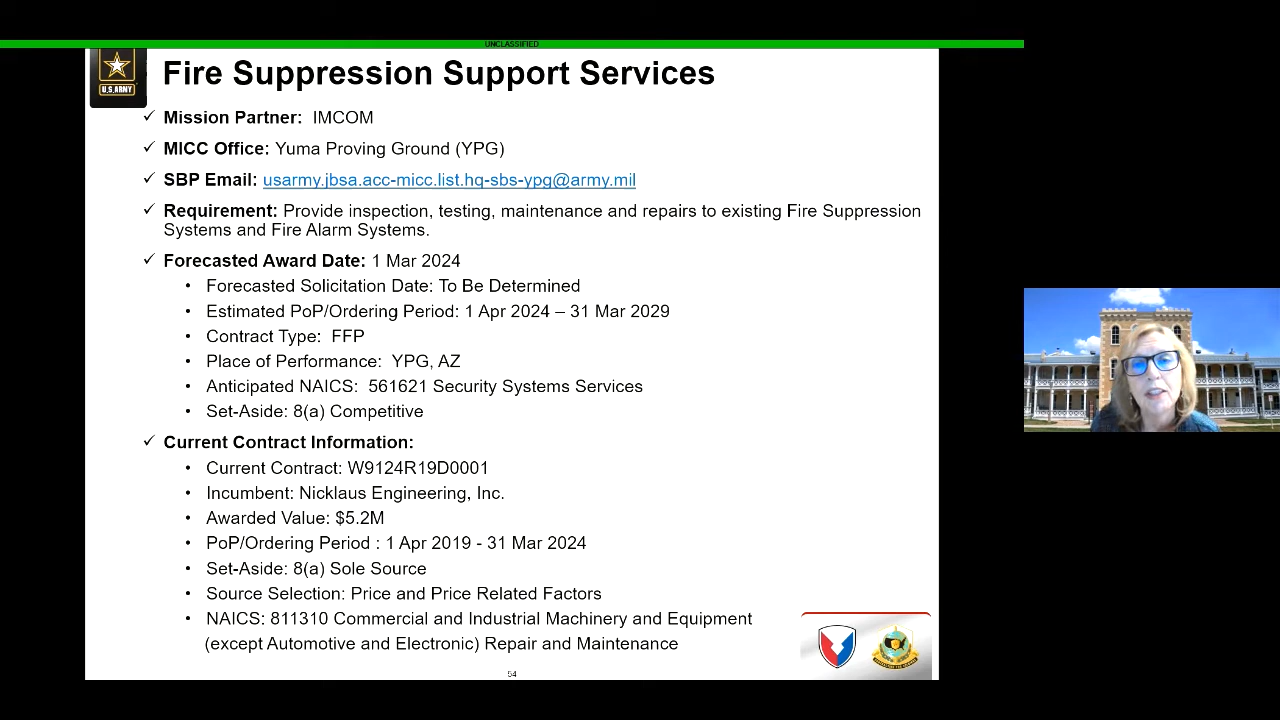 UNCLASSIFIED
U.S.ARMY
Fire Suppression Support Services
✓ Mission Partner: IMCOM
✓ MICC Office: Yuma Proving Ground (YPG)
✓ SBP Email: usarmy.jbsa.acc-micc.list.hq-sbs-ypg@army.mil
✓ Requirement: Provide inspection, testing, maintenance and repairs to existing Fire Suppression
Systems and Fire Alarm Systems.
✓ Forecasted Award Date: 1 Mar 2024
• Forecasted Solicitation Date: To Be Determined
• Estimated PoP/Ordering Period: 1 Apr 2024 – 31 Mar 2029
• Contract Type: FFP
• Place of Performance: YPG, AZ
• Anticipated NAICS: 561621 Security Systems Services
• Set-Aside: 8(a) Competitive
✓ Current Contract Information:
• Current Contract: W9124R19D0001
• Incumbent: Nicklaus Engineering, Inc.
• Awarded Value: $5.2M
• PoP/Ordering Period : 1 Apr 2019 - 31 Mar 2024
• Set-Aside: 8(a) Sole Source
• Source Selection: Price and Price Related Factors
• NAICS: 811310 Commercial and Industrial Machinery and Equipment
(except Automotive and Electronic) Repair and Maintenance
54